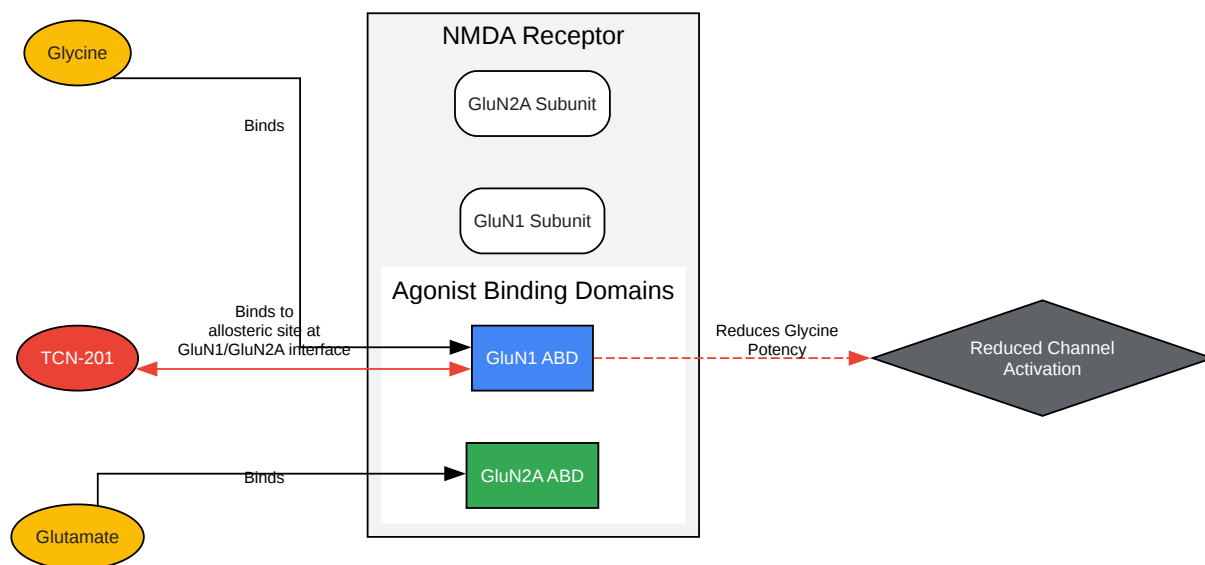 NMDA Receptor
Glycine
GluN2A Subunit
Binds
GluN1 Subunit
Agonist Binding Domains
Binds to
allosteric site at
GluN1/GluN2A interface
TCN-201
GluN1 ABD
Reduces Glycine
Potency
Reduced Channel
Activation
GluN2A ABD
Binds
Glutamate